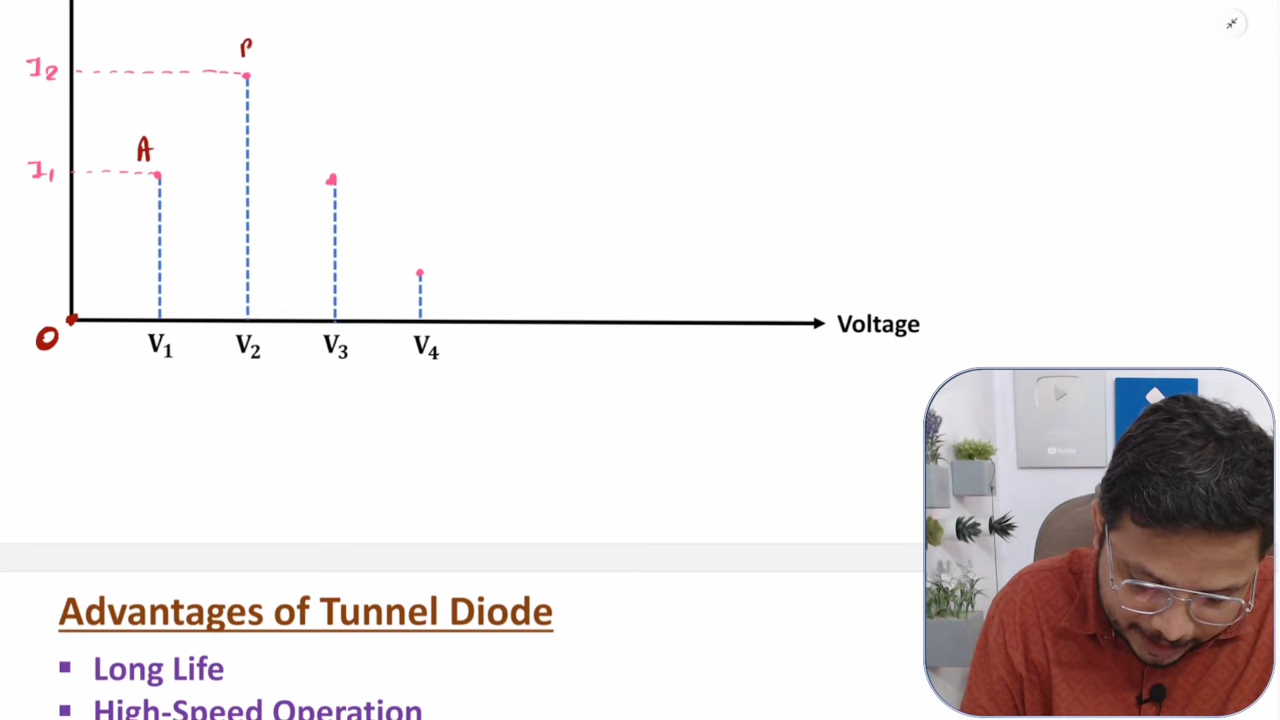 I2
P
A
I1
O
V1 V2 V3 V4
Voltage
Advantages of Tunnel Diode
▪ Long Life
▪ High-Speed Operation